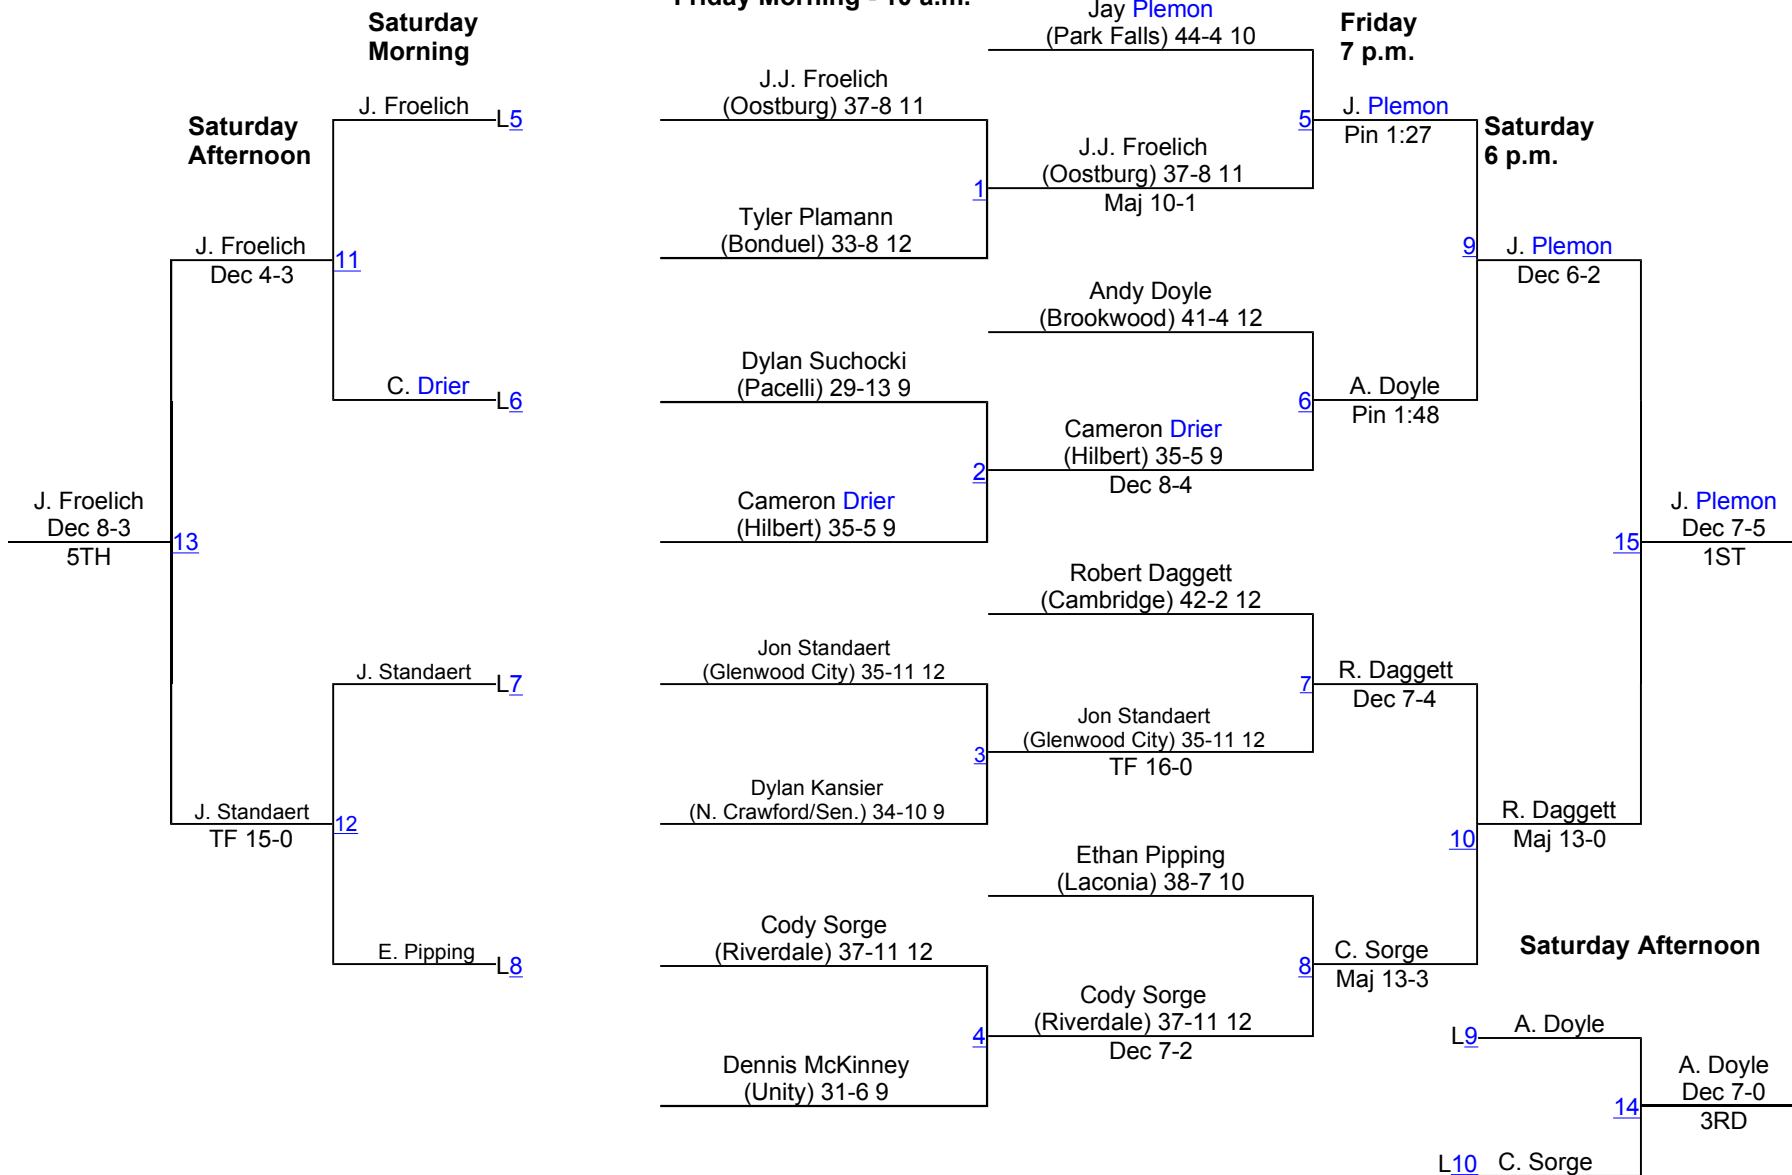 Friday Morning - 10 a.m.
Saturday
Morning
Saturday
Afternoon
J. Froelich
L5
J. Froelich
Dec 4-3
11
C. Drier
L6
J. Froelich
Dec 8-3
5TH
13
J. Standaert
L7
J. Standaert
TF 15-0
12
E. Pipping
L8
J.J. Froelich
(Oostburg) 37-8 11
Tyler Plamann
(Bonduel) 33-8 12
1
Dylan Suchocki
(Pacelli) 29-13 9
Cameron Drier
(Hilbert) 35-5 9
2
Jon Standaert
(Glenwood City) 35-11 12
Dylan Kansier
(N. Crawford/Sen.) 34-10 9
3
Cody Sorge
(Riverdale) 37-11 12
Dennis McKinney
(Unity) 31-6 9
4
Jay Plemon
(Park Falls) 44-4 10
J.J. Froelich
(Oostburg) 37-8 11
Maj 10-1
5
Andy Doyle
(Brookwood) 41-4 12
Cameron Drier
(Hilbert) 35-5 9
Dec 8-4
6
Robert Daggett
(Cambridge) 42-2 12
Jon Standaert
(Glenwood City) 35-11 12
TF 16-0
7
Ethan Pipping
(Laconia) 38-7 10
Cody Sorge
(Riverdale) 37-11 12
Dec 7-2
8
Friday
7 p.m.
J. Plemon
Pin 1:27
A. Doyle
Pin 1:48
9
R. Daggett
Dec 7-4
C. Sorge
Maj 13-3
10
Saturday
6 p.m.
J. Plemon
Dec 6-2
R. Daggett
Maj 13-0
15
J. Plemon
Dec 7-5
1ST
Saturday Afternoon
L9
A. Doyle
L10
C. Sorge
14
A. Doyle
Dec 7-0
3RD